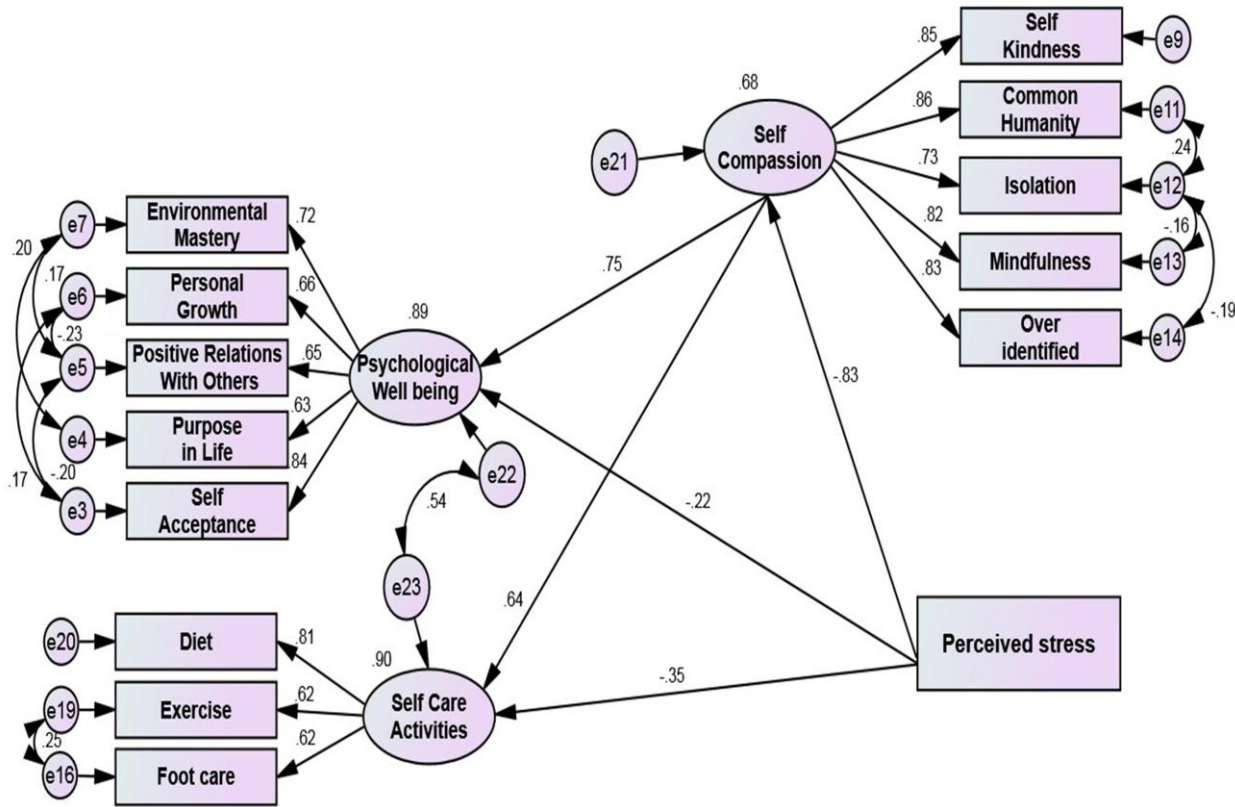 .85
Self
Kindness
e9
.68
.86
Common
Humanity
e11
Self
Compassion
e21
.24
.73
Isolation
e12
-.16
.82
Mindfulness
e13
.83
Over
identified
e14
-.19
e7
Environmental
Mastery
.72
.20
.17
e6
Personal
Growth
.66
-.23
e5
Positive Relations
With Others
.65
.89
Psychological
Well being
.75
e4
Purpose
in Life
.63
.17
-.20
e3
Self
Acceptance
.84
e22
.54
e23
-.83
-.22
.64
Perceived stress
e20
Diet
.81
.90
Self Care
Activities
-.35
e19
Exercise
.62
.25
e16
Foot care
.62